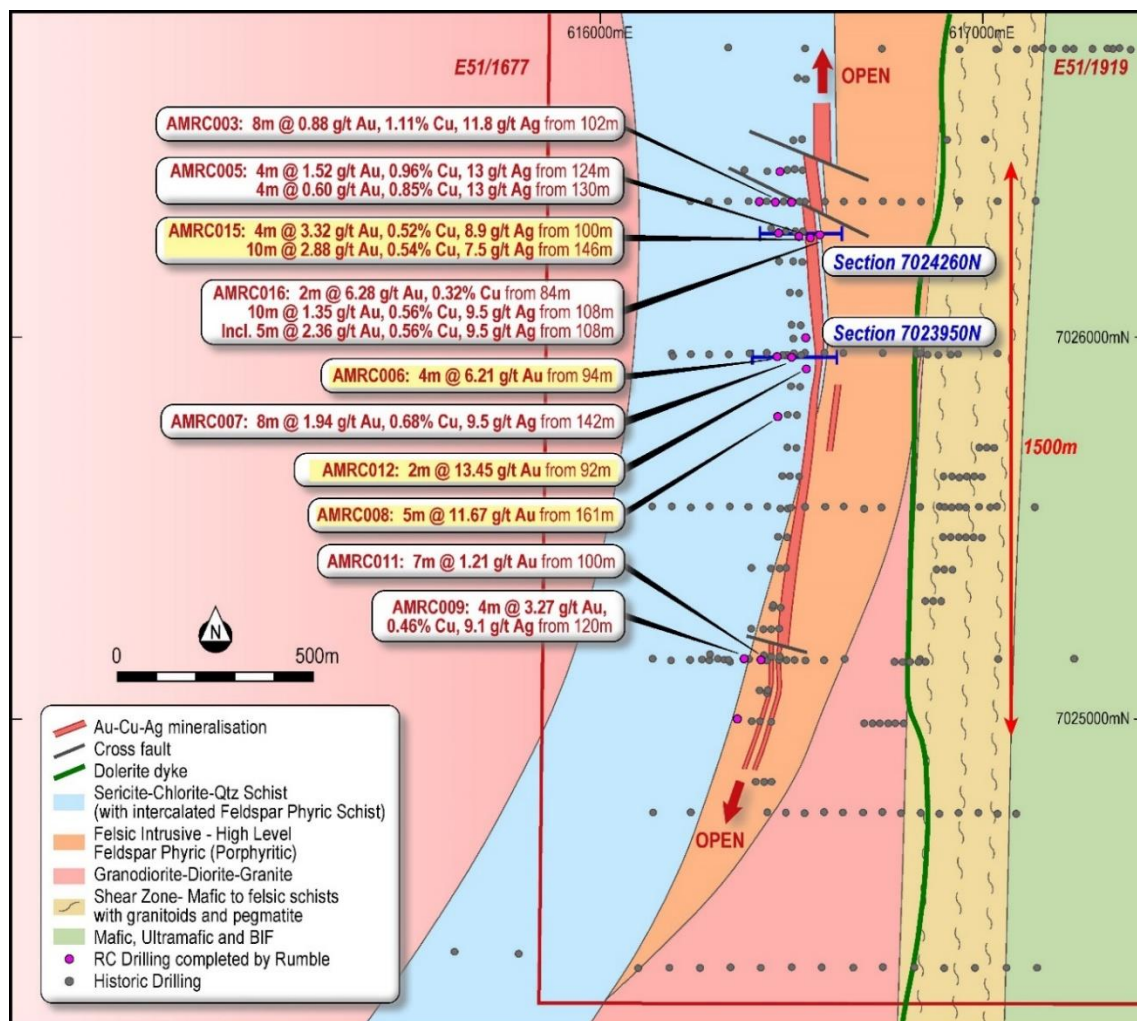 616000mE
617000mE
E51/1677
E51/1919
OPEN
AMRC003: 8m @ 0.88 g/t Au, 1.11% Cu, 11.8 g/t Ag from 102m
AMRC005: 4m @ 1.52 g/t Au, 0.96% Cu, 13 g/t Ag from 124m
4m @ 0.60 g/t Au, 0.85% Cu, 13 g/t Ag from 130m
AMRC015: 4m @ 3.32 g/t Au, 0.52% Cu, 8.9 g/t Ag from 100m
10m @ 2.88 g/t Au, 0.54% Cu, 7.5 g/t Ag from 146m
Section 7024260N
AMRC016: 2m @ 6.28 g/t Au, 0.32% Cu from 84m
10m @ 1.35 g/t Au, 0.56% Cu, 9.5 g/t Ag from 108m
Incl. 5m @ 2.36 g/t Au, 0.56% Cu, 9.5 g/t Ag from 108m
Section 7023950N
7026000mN
AMRC006: 4m @ 6.21 g/t Au from 94m
AMRC007: 8m @ 1.94 g/t Au, 0.68% Cu, 9.5 g/t Ag from 142m
1500m
AMRC012: 2m @ 13.45 g/t Au from 92m
AMRC008: 5m @ 11.67 g/t Au from 161m
AMRC011: 7m @ 1.21 g/t Au from 100m
AMRC009: 4m @ 3.27 g/t Au,
0.46% Cu, 9.1 g/t Ag from 120m
N
0 500m
7025000mN
OPEN
Au-Cu-Ag mineralisation
Cross fault
Dolerite dyke
Sericite-Chlorite-Qtz Schist
(with intercalated Feldspar Phyric Schist)
Felsic Intrusive - High Level
Feldspar Phyric (Porphyritic)
Granodiorite-Diorite-Granite
Shear Zone- Mafic to felsic schists
with granitoids and pegmatite
Mafic, Ultramafic and BIF
RC Drilling completed by Rumble
Historic Drilling